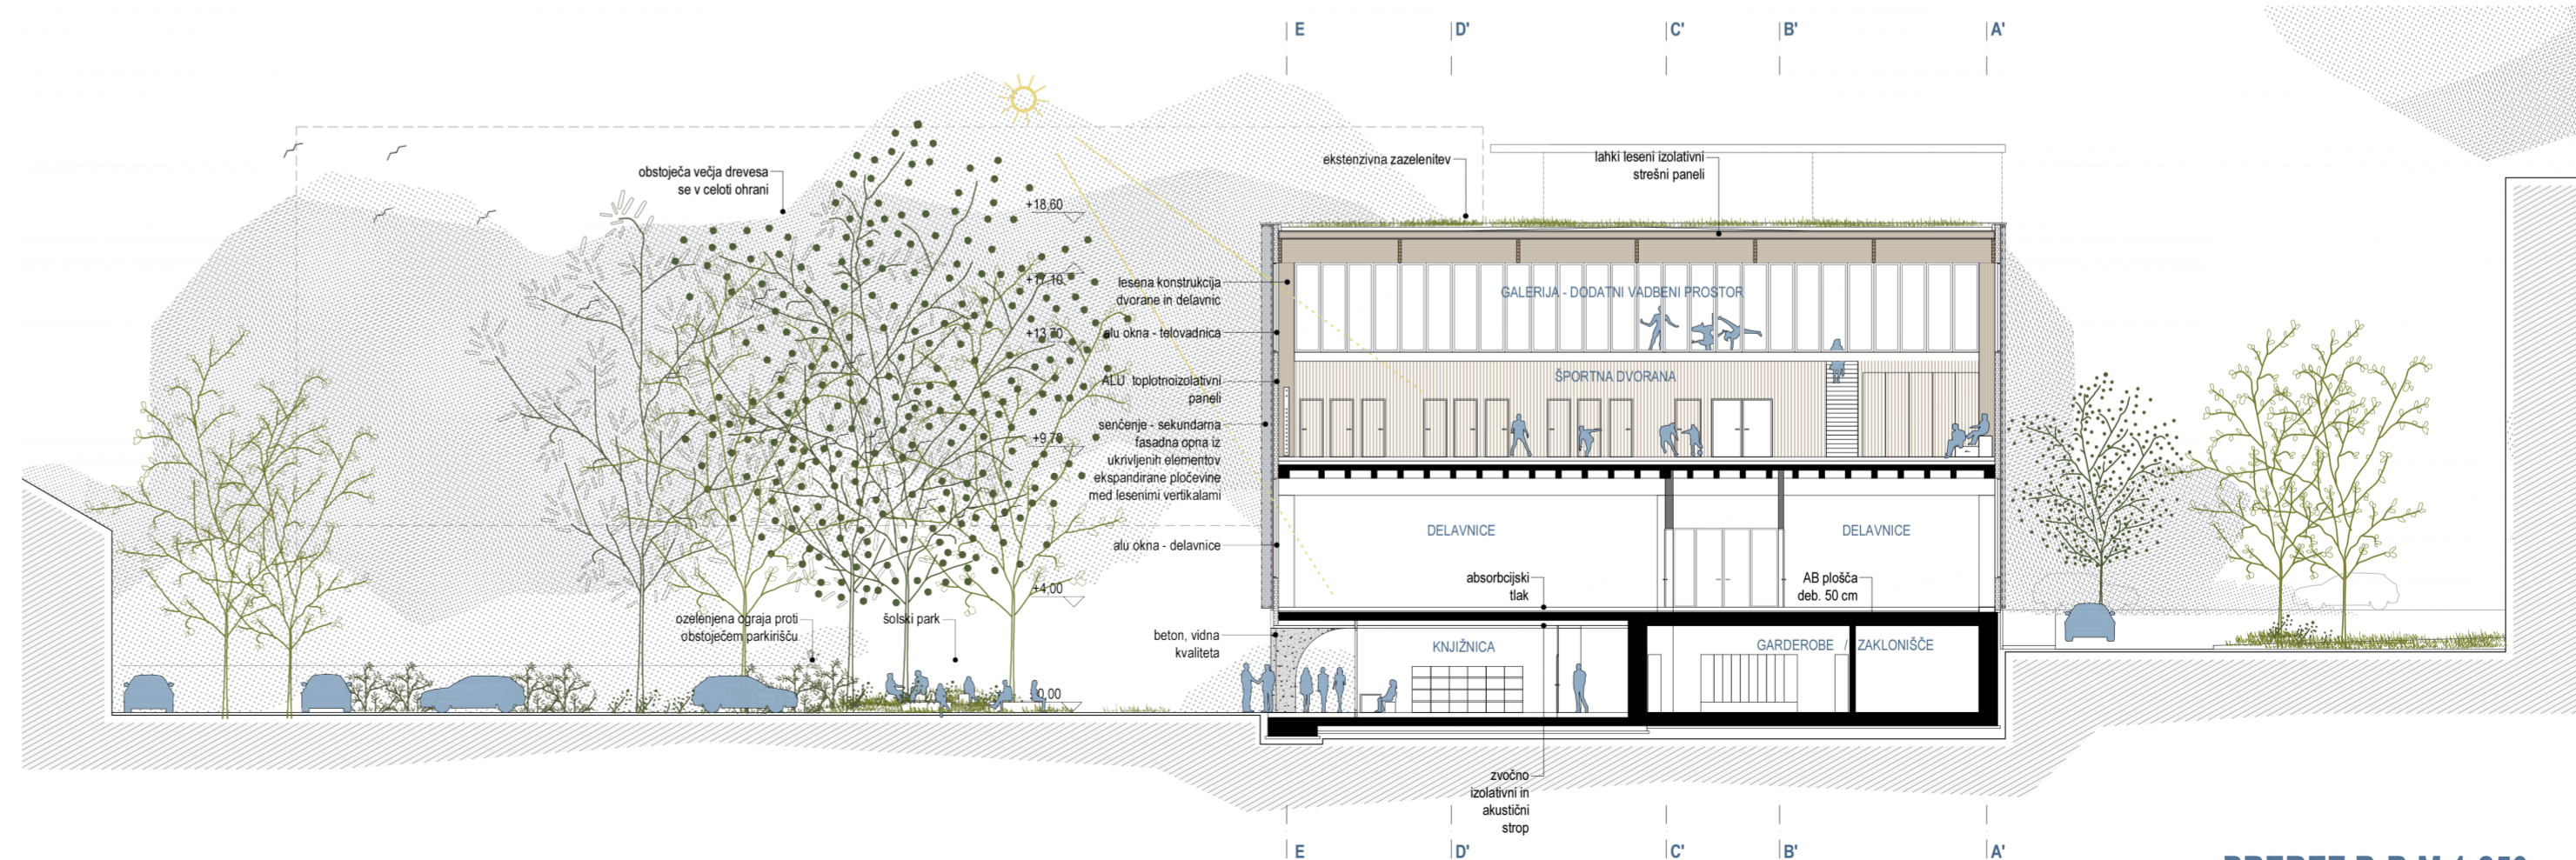 E D' C' B' A'
obstoječa večja drevesa
se v celoti ohrani
ekstenzivna zazelenitev
lahki leseni izolativni
strešni paneli
+18,60
+17,10
+13,70
+9,70
+4,00
lesena konstrukcija
dvorane in delavnic
alu okna - telovadnica
ALU toplotnoizolativni
paneli
senčenje - sekundarna
fasadna opna iz
ukrivljenih elementov
ekspandirane pločevine
med lesenimi vertikalami
alu okna - delavnice
GALERIJA - DODATNI VADBENI PROSTOR
ŠPORTNA DVORANA
DELAVNICE
DELAVNICE
absorbcijski
tlak
AB plošča
deb. 50 cm
ozelenjena ograja proti
obstoječem parkirišču
šolski park
beton, vidna
kvaliteta
KNJIŽNICA
GARDEROBE / ZAKLONIŠČE
zvočno
izolativni in
akustični
strop
E D' C' B' A'